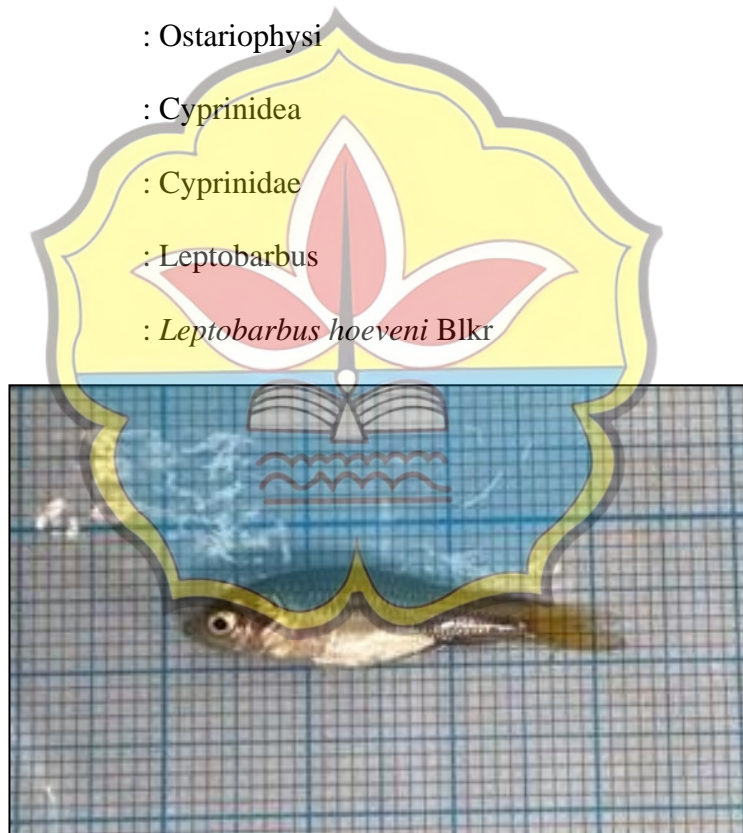 : Ostariophysi
: Cyprinidea
: Cyprinidae
: Leptobarbus
: Leptobarbus hoeveni Blkr